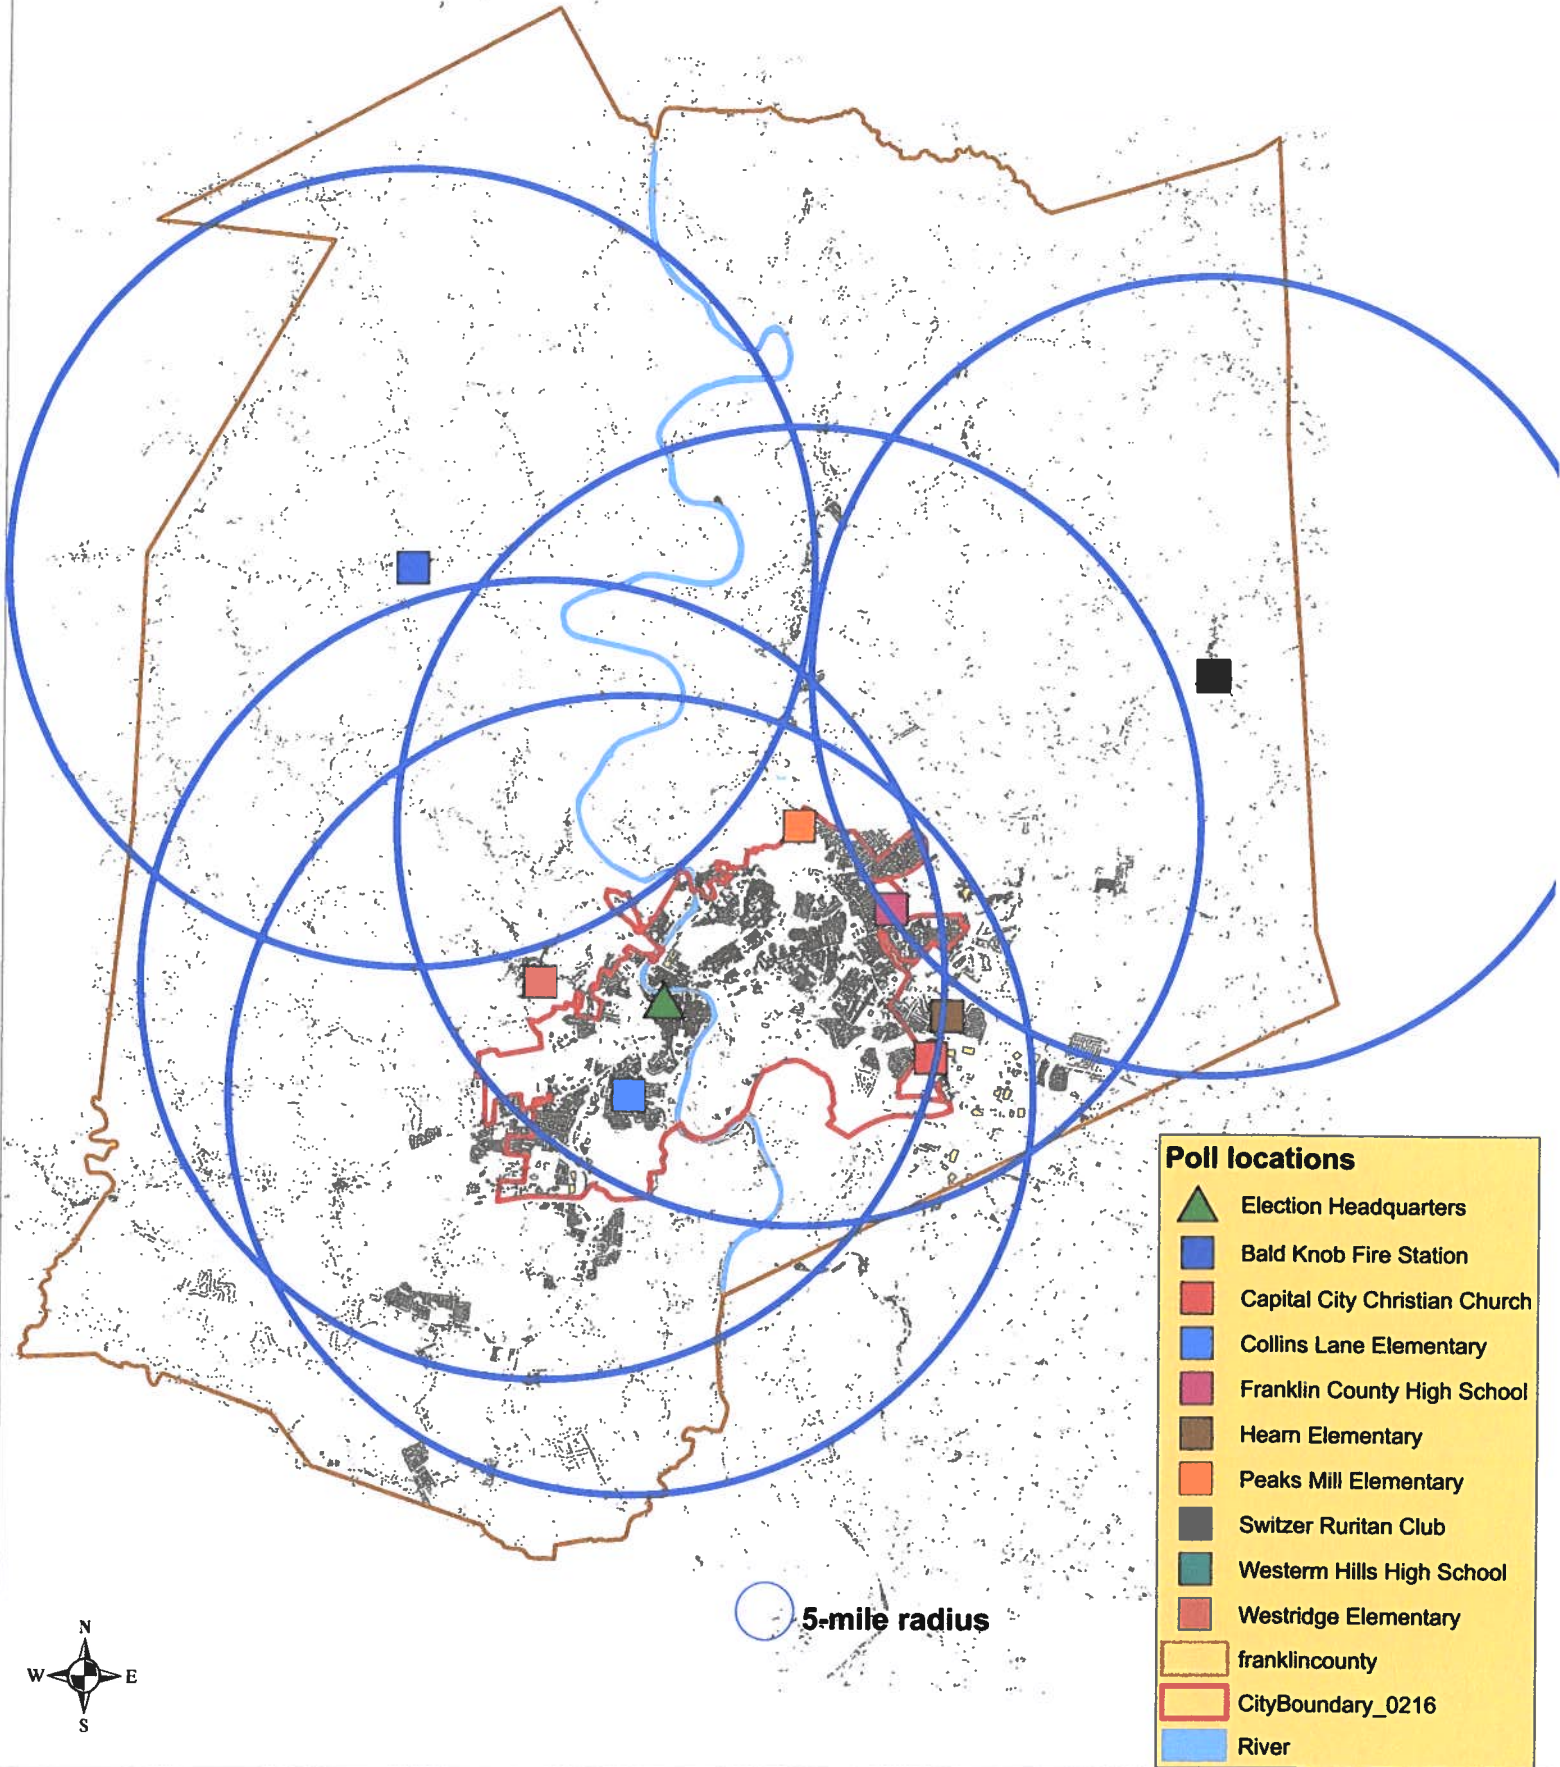 Poll locations
Election Headquarters
Bald Knob Fire Station
Capital City Christian Church
Collins Lane Elementary
Franklin County High School
Hearn Elementary
Peaks Mill Elementary
Switzer Ruritan Club
Westerm Hills High School
Westridge Elementary
franklincounty
CityBoundary_0216
River
5-mile radius
N
W E
S